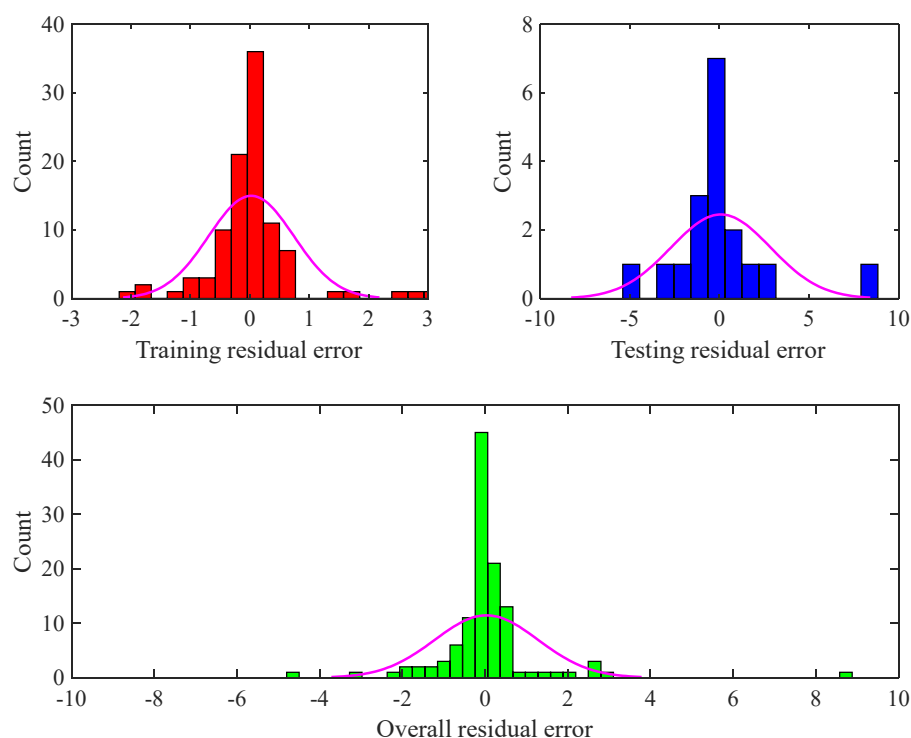 40
30
20
10
0
Count
-3 -2 -1 0 1 2 3
Training residual error
8
6
4
2
0
Count
-10 -5 0 5 10
Testing residual error
50
40
30
20
10
0
Count
-10 -8 -6 -4 -2 0 2 4 6 8 10
Overall residual error